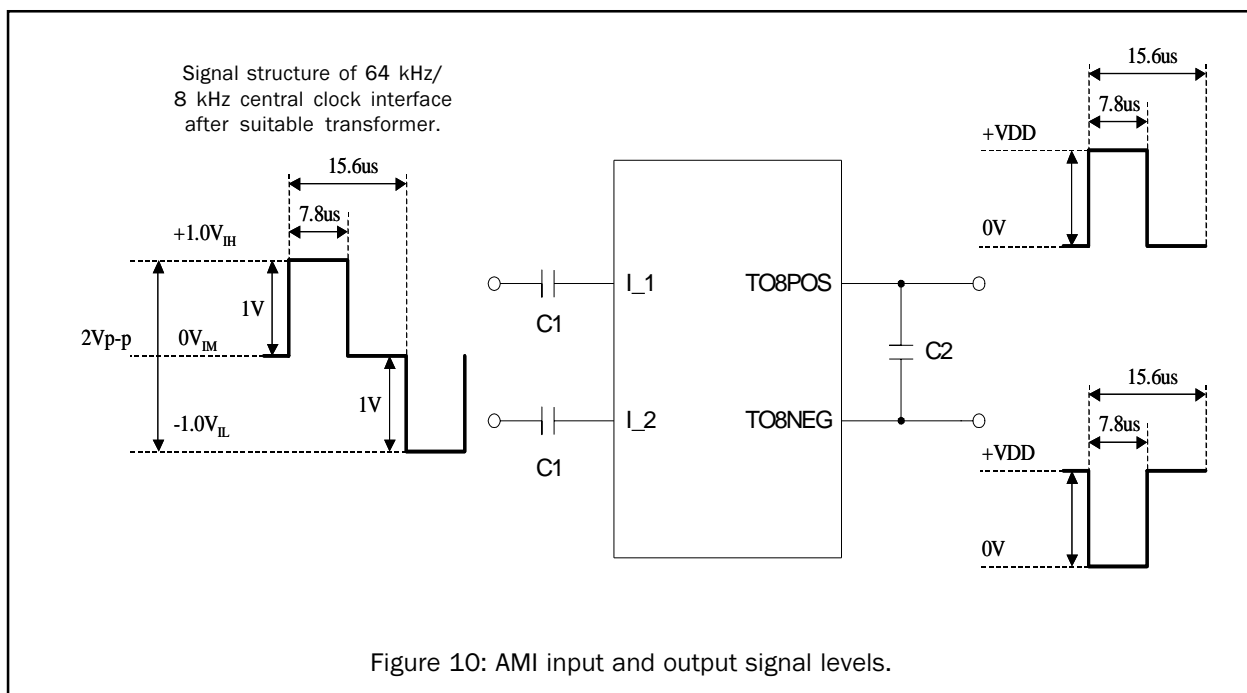 Signal structure of 64 kHz/
8 kHz central clock interface
after suitable transformer.
15.6us
7.8us
+1.0VIH
1V
2Vp-p
0VIM
1V
-1.0VIL
C1
I_1
C1
I_2
TO8POS
TO8NEG
C2
15.6us
7.8us
+VDD
0V
15.6us
7.8us
+VDD
0V
Figure 10: AMI input and output signal levels.